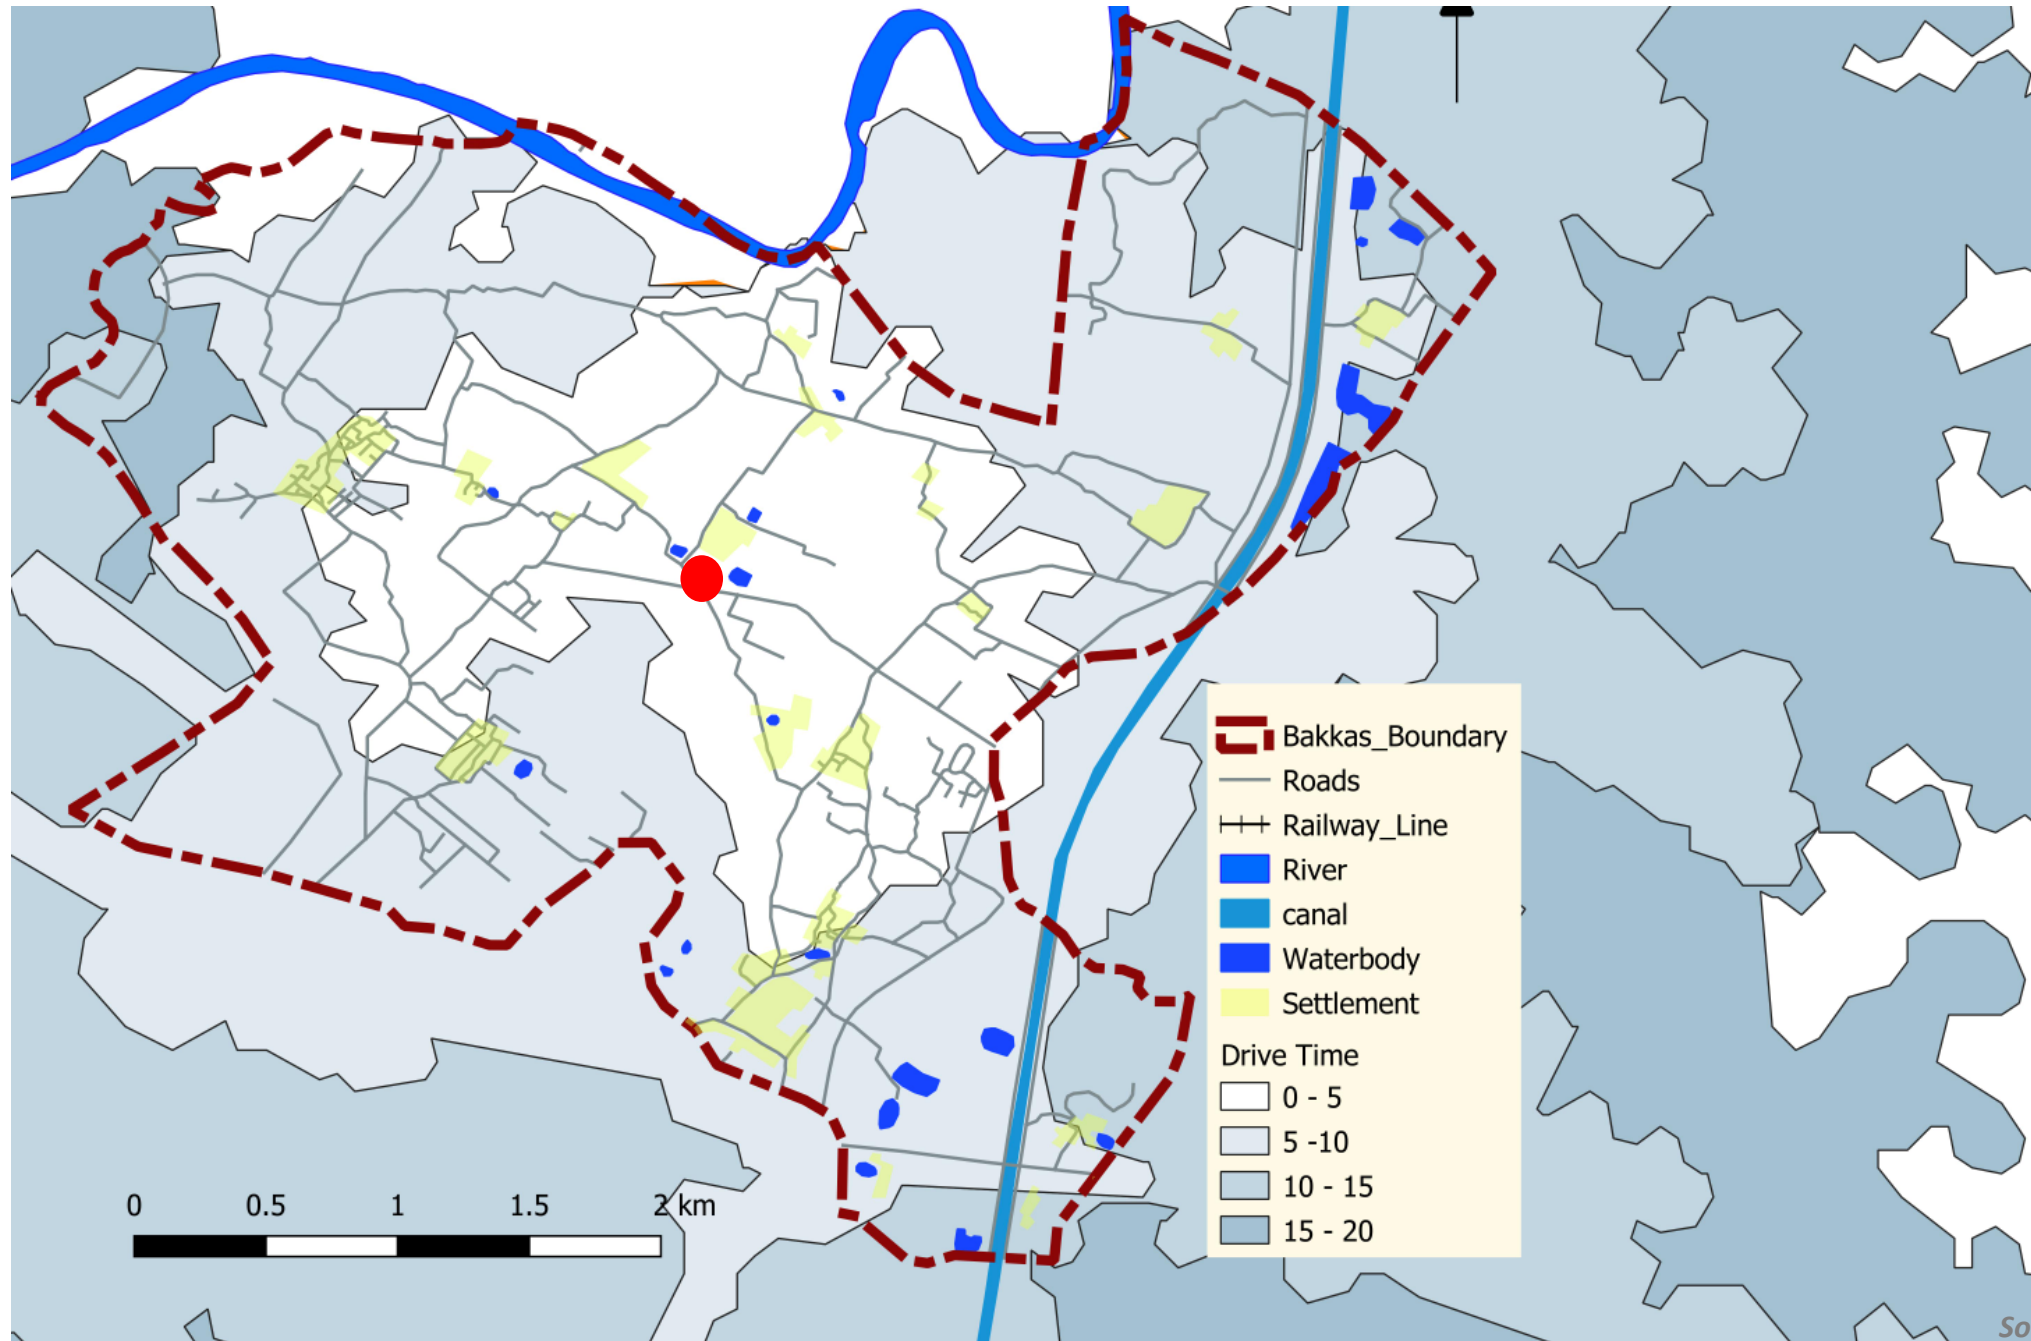 Bakkas_Boundary
Roads
Railway_Line
River
canal
Waterbody
Settlement
Drive Time
0 - 5
5 -10
10 - 15
15 - 20
0 0.5 1 1.5 2 km
So